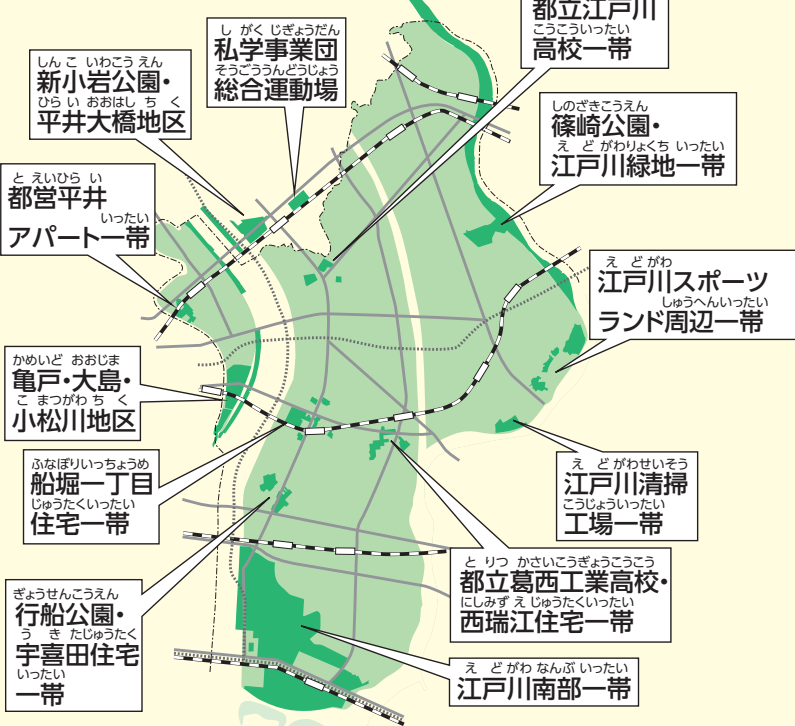 とりつえどがわ
都立江戸川
こうこういったい
高校一帯
しがくじぎょうだん
私学事業団
そうごううんどうじょう
総合運動場
しんこいわこうえん
新小岩公園・
ひらいおおはしちく
平井大橋地区
しのざきこうえん
篠崎公園・
えどがわりょくちいったい
江戸川緑地一帯
とえいひらい
都営平井
いったい
アパート一帯
えどがわ
江戸川スポーツ
しゅうへんいったい
ランド周辺一帯
かめいどおおじま
亀戸・大島・
こまつがわちく
小松川地区
ふなぼりいっちょうめ
船堀一丁目
じゅうたくいったい
住宅一帯
えどがわせいそう
江戸川清掃
こうじょういったい
工場一帯
とりつかさいこうぎょうこうこう
都立葛西工業高校・
にしみずえじゅうたくいったい
西瑞江住宅一帯
ぎょうせんこうえん
行船公園・
うきたじゅうたく
宇喜田住宅
いったい
一帯
えどがわなんぶいったい
江戸川南部一帯